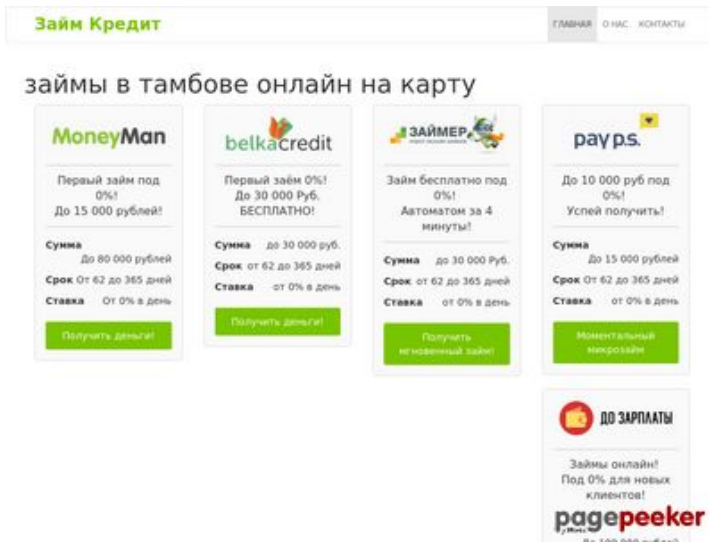 Займ Кредит
ГЛАВНАЯ О НАС КОНТАКТЫ
займы в тамбове онлайн на карту
MoneyMan
Первый займ под
0%!
До 15 000 рублей!
Сумма
До 80 000 рублей
Срок От 62 до 365 дней
Ставка От 0% в день
Получить деньги!
belkacredit
Первый заём 0%!
До 30 000 Руб.
БЕСПЛАТНО!
Сумма до 30 000 руб.
Срок от 62 до 365 дней
Ставка от 0% в день
Получить деньги!
ЗАЙМЕР
Займ бесплатно под
0%!
Автоматом за 4
минуты!
Сумма до 30 000 Руб.
Срок от 62 до 365 дней
Ставка от 0% в день
Получить
мгновенный займ!
pay p.s.
До 10 000 руб под
0%!
Успей получить!
Сумма
До 15 000 рублей
Срок От 62 до 365 дней
Ставка От 0% в день
Моментальный
микрозайм
ДО ЗАРПЛАТЫ
Займы онлайн!
Под 0% для новых
клиентов!
pagepeeker
До 100 000 рублей